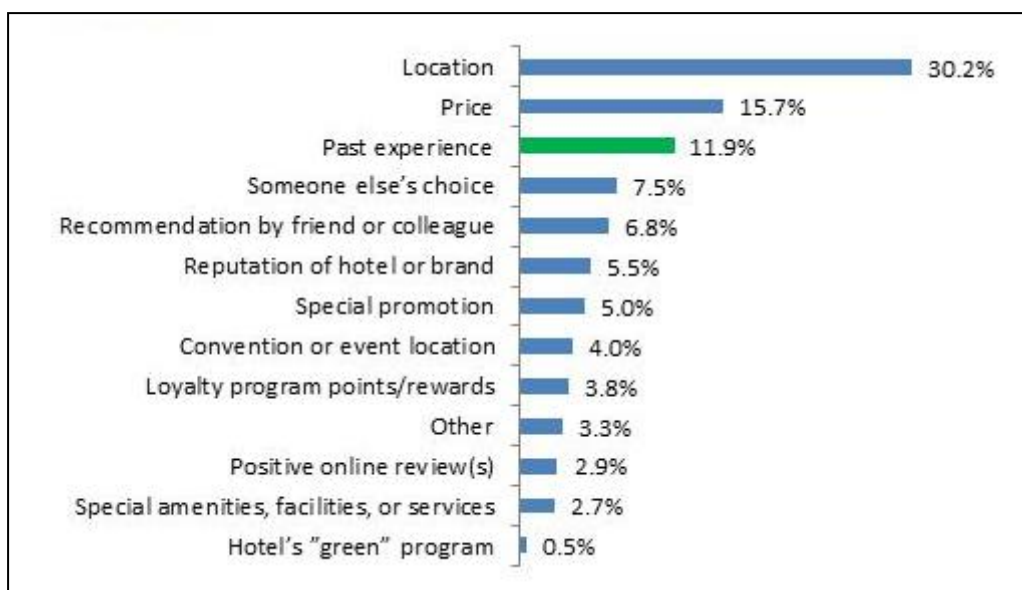 Location 30.2%
Price 15.7%
Past experience 11.9%
Someone else's choice 7.5%
Recommendation by friend or colleague 6.8%
Reputation of hotel or brand 5.5%
Special promotion 5.0%
Convention or event location 4.0%
Loyalty program points/rewards 3.8%
Other 3.3%
Positive online review(s) 2.9%
Special amenities, facilities, or services 2.7%
Hotel's ”green” program 0.5%